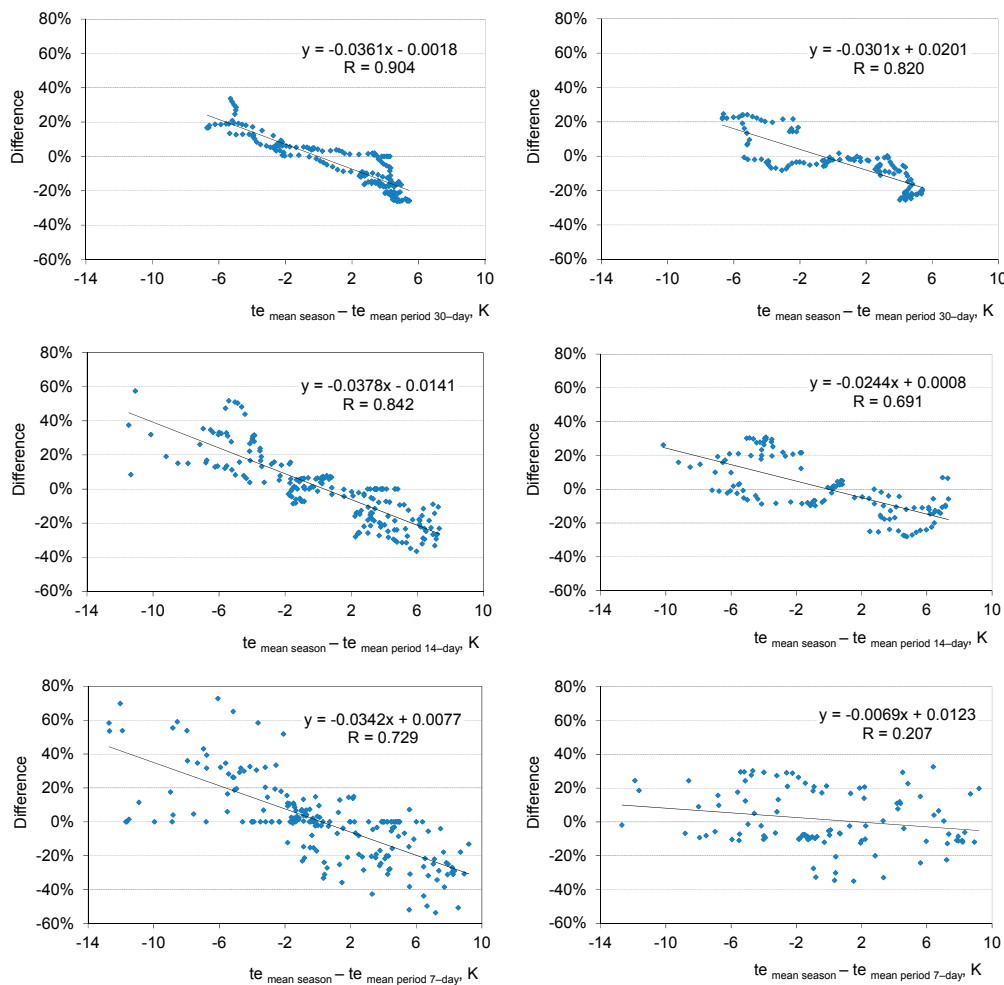 80%
60%
40%
20%
0%
-20%
-40%
-60%
Difference
y = -0.0361x - 0.0018
R = 0.904
-14 -10 -6 -2 2 6 10
te mean season – te mean period 30–day, K
80%
60%
40%
20%
0%
-20%
-40%
-60%
Difference
y = -0.0301x + 0.0201
R = 0.820
-14 -10 -6 -2 2 6 10
te mean season – te mean period 30–day, K
80%
60%
40%
20%
0%
-20%
-40%
-60%
Difference
y = -0.0378x - 0.0141
R = 0.842
-14 -10 -6 -2 2 6 10
te mean season – te mean period 14–day, K
80%
60%
40%
20%
0%
-20%
-40%
-60%
Difference
y = -0.0244x + 0.0008
R = 0.691
-14 -10 -6 -2 2 6 10
te mean season – te mean period 14–day, K
80%
60%
40%
20%
0%
-20%
-40%
-60%
Difference
y = -0.0342x + 0.0077
R = 0.729
-14 -10 -6 -2 2 6 10
te mean season – te mean period 7–day, K
80%
60%
40%
20%
0%
-20%
-40%
-60%
Difference
y = -0.0069x + 0.0123
R = 0.207
-14 -10 -6 -2 2 6 10
te mean season – te mean period 7–day, K